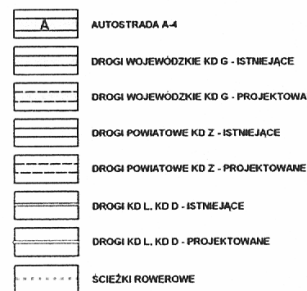 A AUTOSTRADA A-4
DROGI WOJEWÓDZKIE KD G - ISTNIEJĄCE
DROGI WOJEWÓDZKIE KD G - PROJEKTOWA
DROGI POWIATOWE KD Z - ISTNIEJĄCE
DROGI POWIATOWE KD Z - PROJEKTOWANE
DROGI KD L, KD D - ISTNIEJĄCE
DROGI KD L, KD D - PROJEKTOWANE
ŚCIEŻKI ROWEROWE